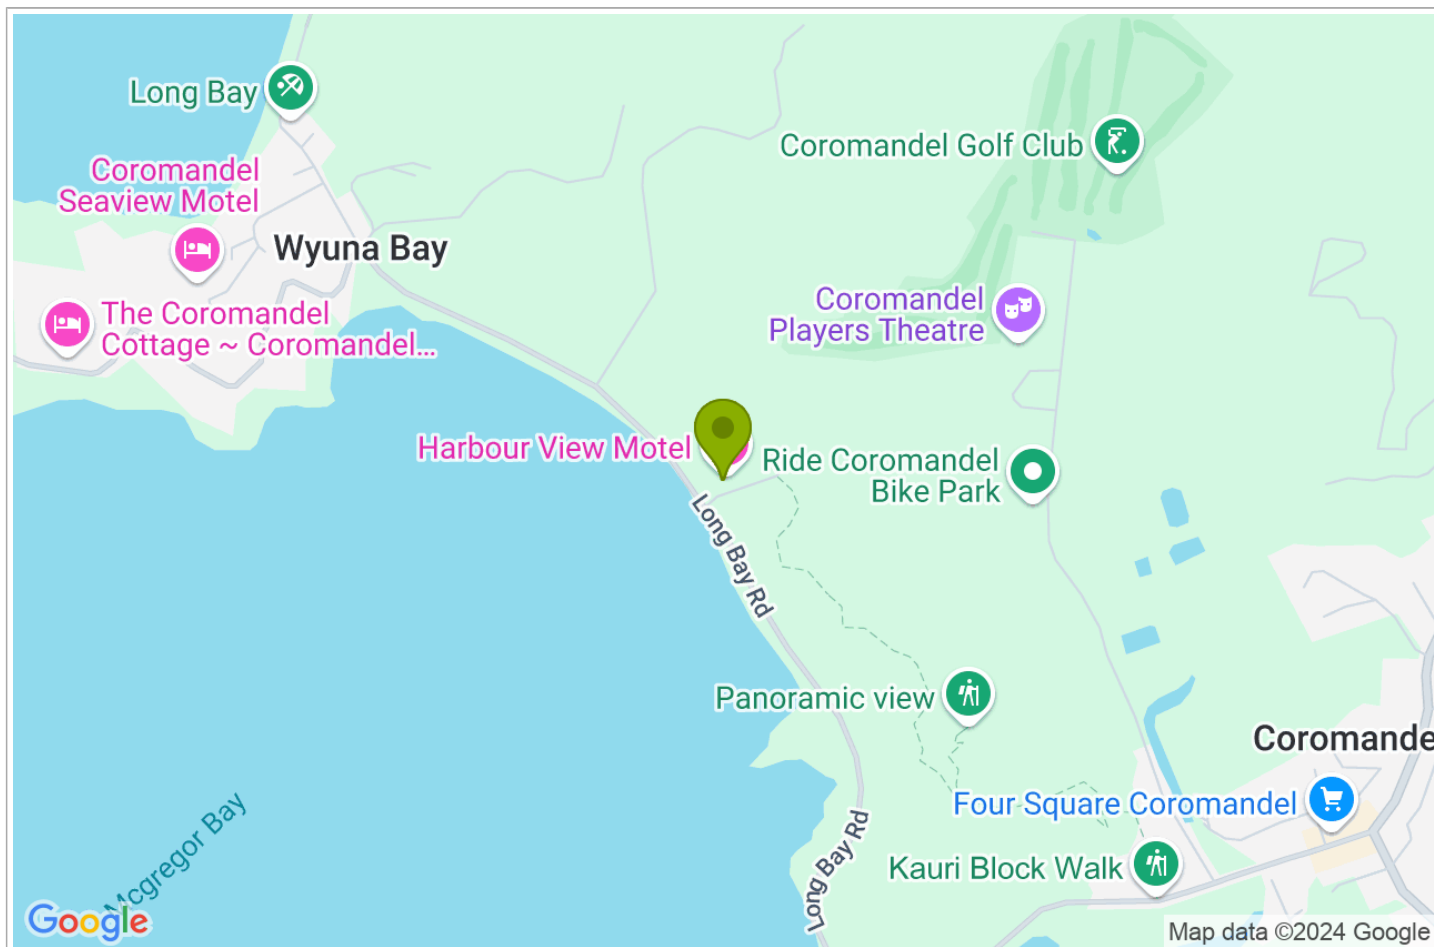 Long Bay
Coromandel
Seaview Motel
Wyuna Bay
The Coromandel
Cottage ~ Coromandel...
Coromandel Golf Club
Coromandel
Players Theatre
Harbour View Motel
Ride Coromandel
Bike Park
Long Bay Rd
Panoramic view
Coromande
Four Square Coromandel
Kauri Block Walk
Long Bay Rd
Mcgregor Bay
Google
Map data ©2024 Google